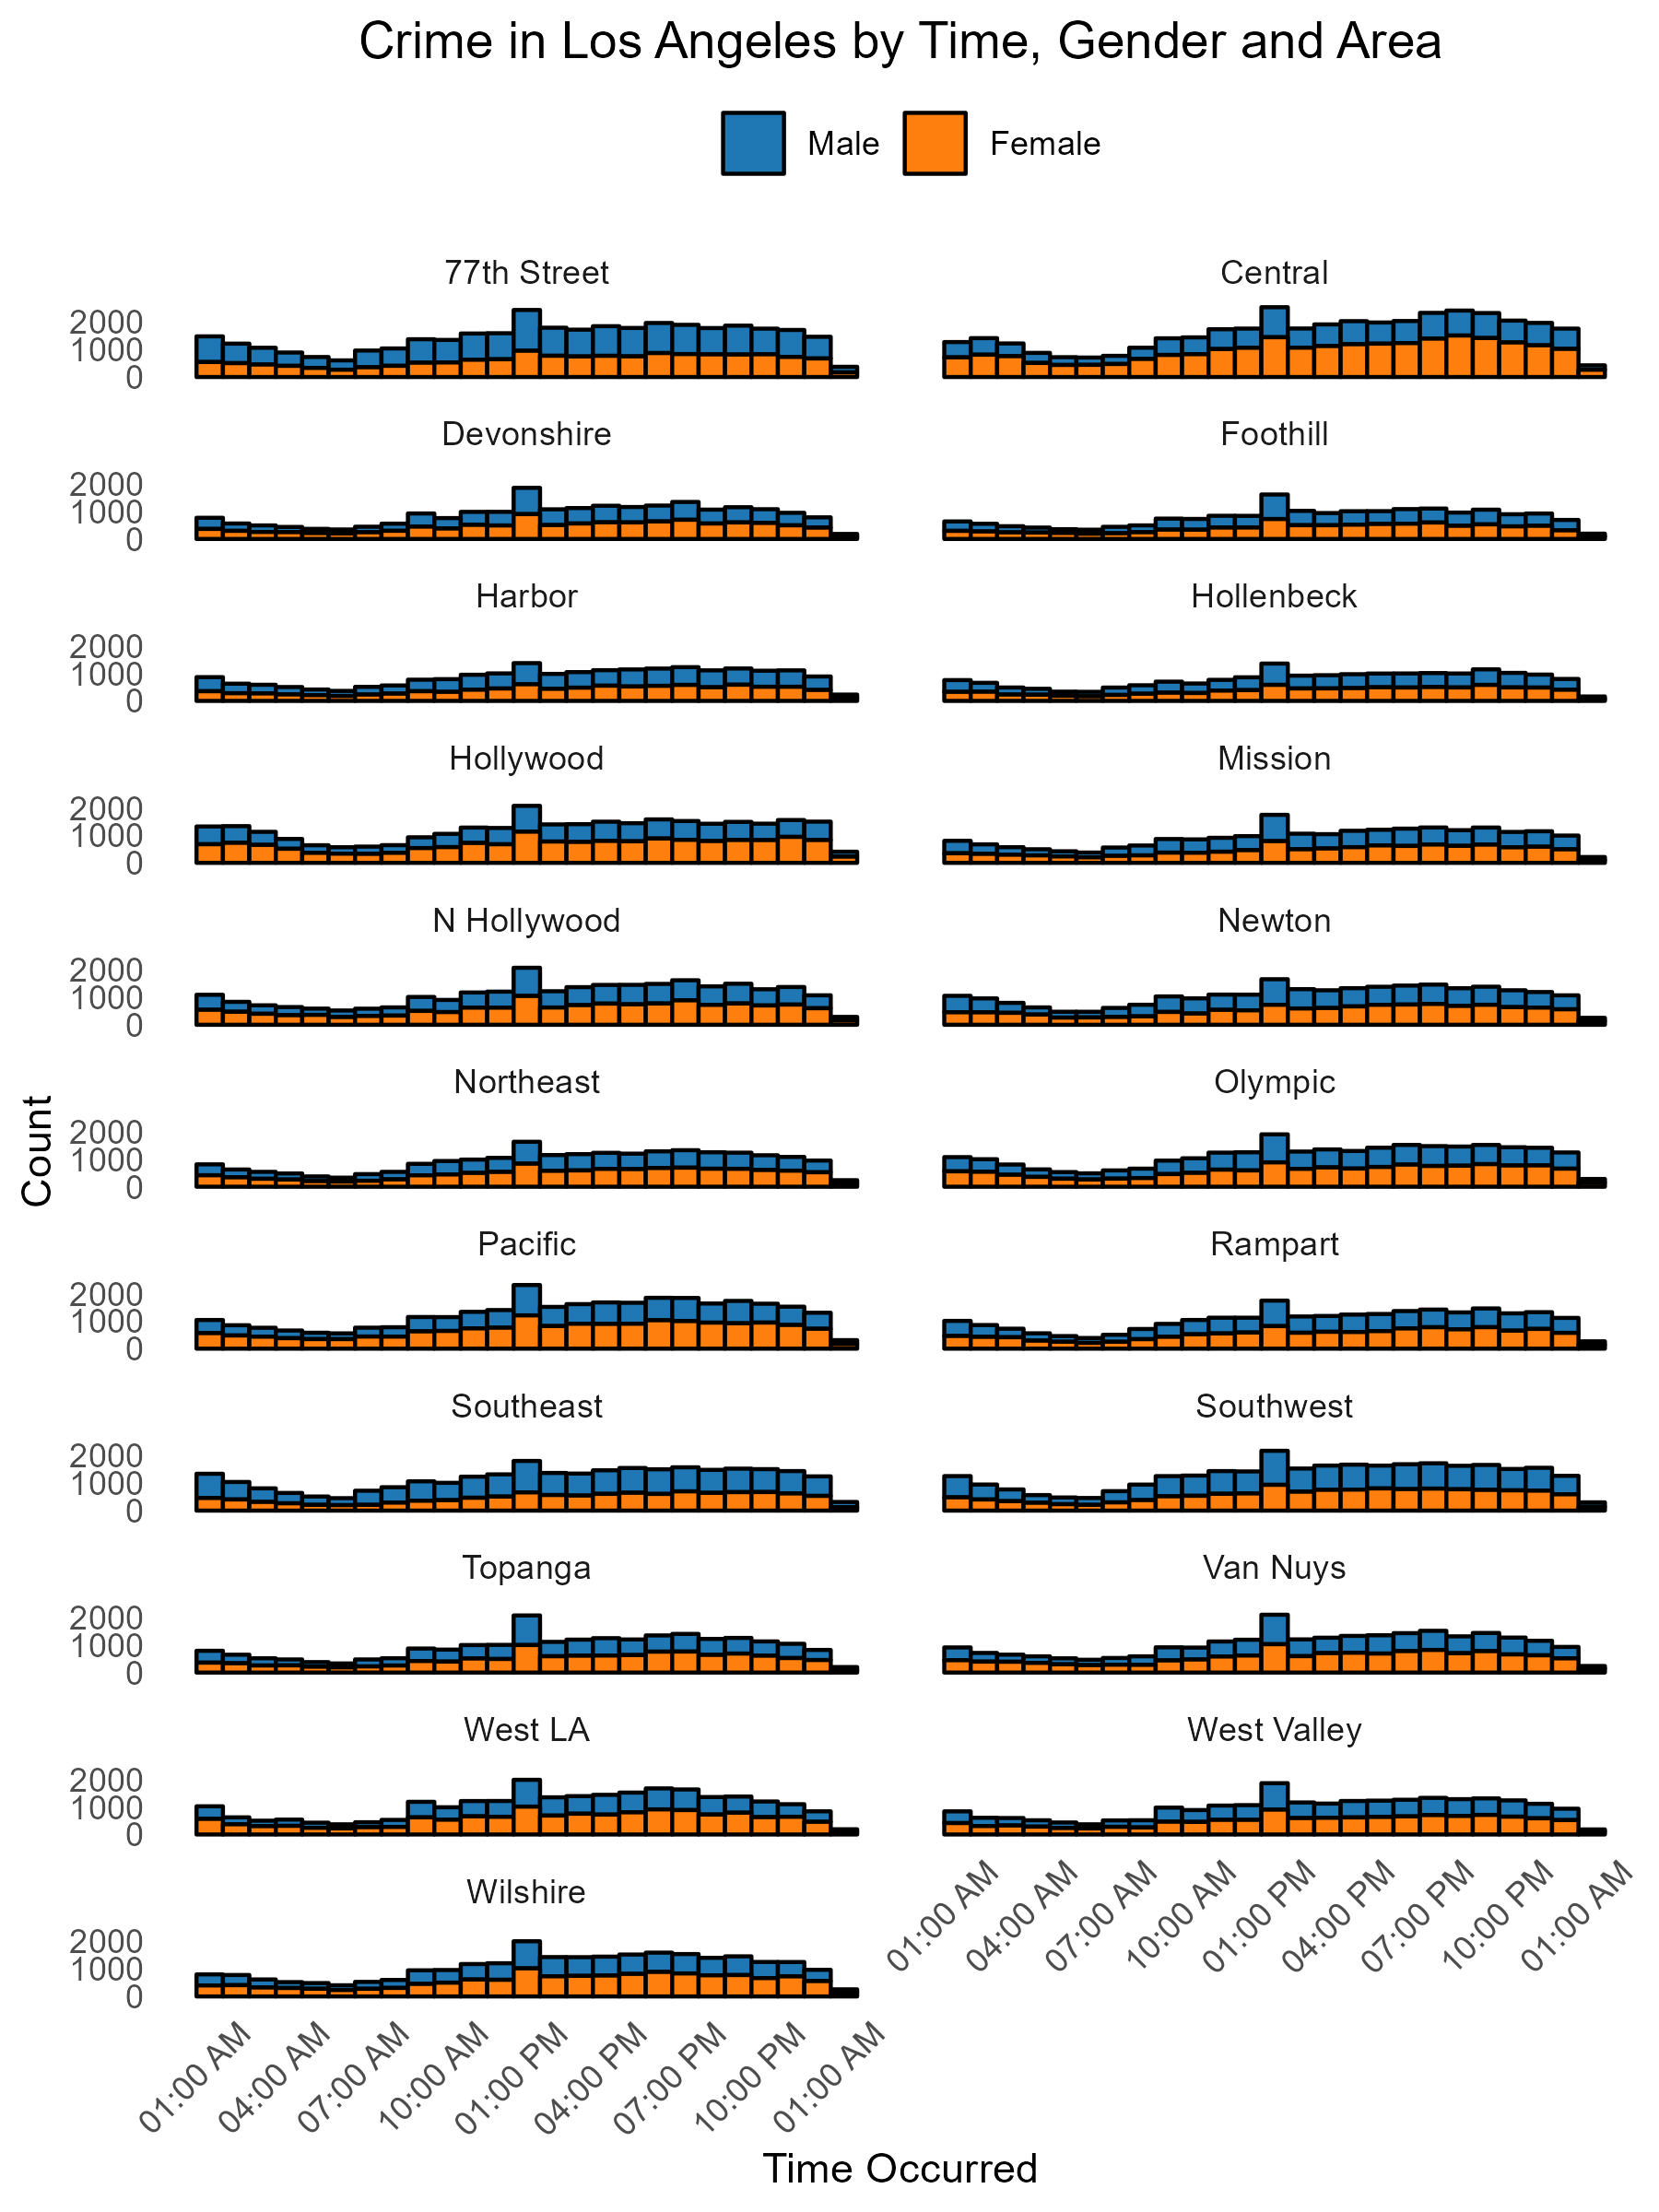 Crime in Los Angeles by Time, Gender and Area
Male Female
77th Street Central
2000
1000
0
Devonshire Foothill
2000
1000
0
Harbor Hollenbeck
2000
1000
0
Hollywood Mission
2000
1000
0
N Hollywood Newton
2000
1000
0
Northeast Olympic
2000
1000
0
Count
Pacific Rampart
2000
1000
0
Southeast Southwest
2000
1000
0
Topanga Van Nuys
2000
1000
0
West LA West Valley
2000
1000
0
01:00 AM 04:00 AM 07:00 AM 10:00 AM 01:00 PM 04:00 PM 07:00 PM 10:00 PM 01:00 AM
Wilshire
2000
1000
0
01:00 AM 04:00 AM 07:00 AM 10:00 AM 01:00 PM 04:00 PM 07:00 PM 10:00 PM 01:00 AM
Time Occurred